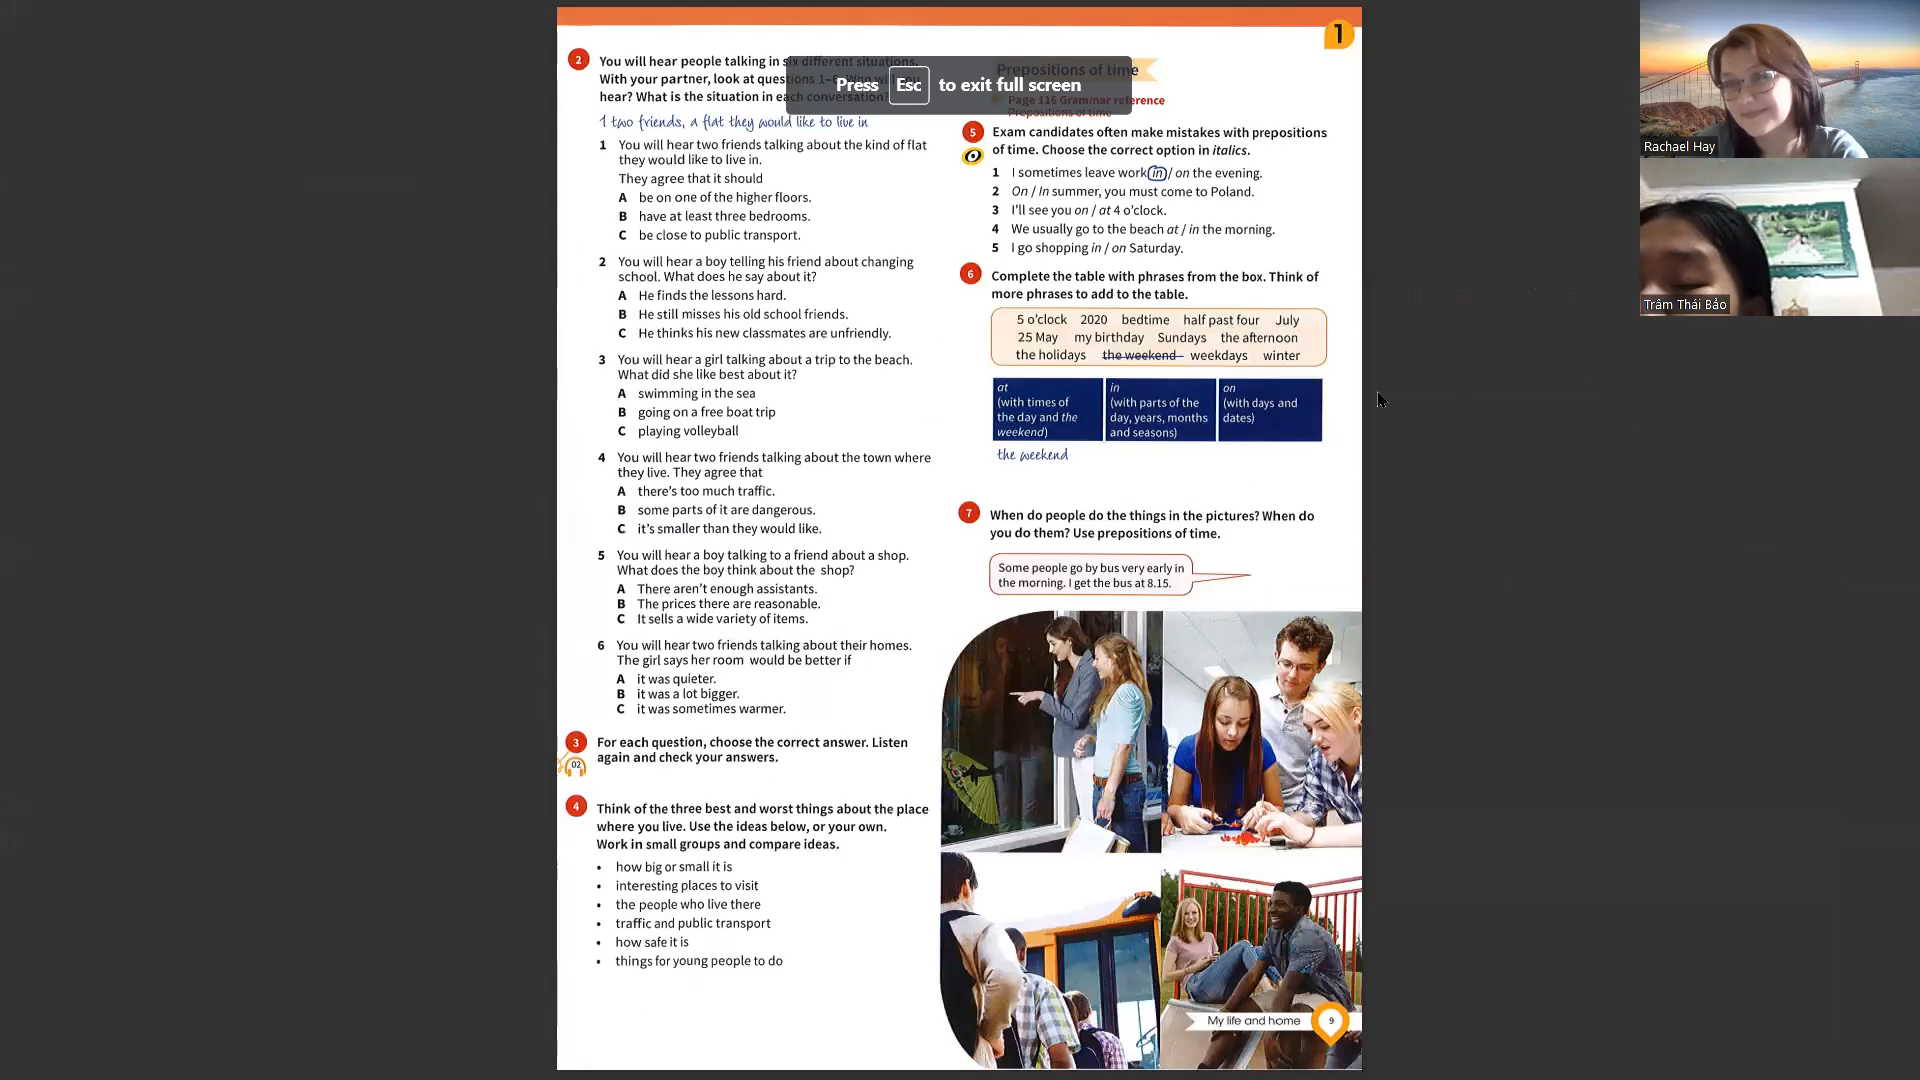 1
2 You will hear people talking in six different situations.
With your partner, look at questions 1–6. Who will you
hear? What is the situation in each conversation?
1 two friends, a flat they would like to live in
1 You will hear two friends talking about the kind of flat
they would like to live in.
They agree that it should
A be on one of the higher floors.
B have at least three bedrooms.
C be close to public transport.
2 You will hear a boy telling his friend about changing
school. What does he say about it?
A He finds the lessons hard.
B He still misses his old school friends.
C He thinks his new classmates are unfriendly.
3 You will hear a girl talking about a trip to the beach.
What did she like best about it?
A swimming in the sea
B going on a free boat trip
C playing volleyball
4 You will hear two friends talking about the town where
they live. They agree that
A there's too much traffic.
B some parts of it are dangerous.
C it's smaller than they would like.
5 You will hear a boy talking to a friend about a shop.
What does the boy think about the shop?
A There aren't enough assistants.
B The prices there are reasonable.
C It sells a wide variety of items.
6 You will hear two friends talking about their homes.
The girl says her room would be better if
A it was quieter.
B it was a lot bigger.
C it was sometimes warmer.
3 For each question, choose the correct answer. Listen
02 again and check your answers.
4 Think of the three best and worst things about the place
where you live. Use the ideas below, or your own.
Work in small groups and compare ideas.
• how big or small it is
• interesting places to visit
• the people who live there
• traffic and public transport
• how safe it is
• things for young people to do
Press Esc to exit full screen
Prepositions of time
Page 116 Grammar reference
Prepositions of time
5 Exam candidates often make mistakes with prepositions
of time. Choose the correct option in italics.
1 I sometimes leave work in / on the evening.
2 On / In summer, you must come to Poland.
3 I'll see you on / at 4 o'clock.
4 We usually go to the beach at / in the morning.
5 I go shopping in / on Saturday.
6 Complete the table with phrases from the box. Think of
more phrases to add to the table.
5 o'clock 2020 bedtime half past four July
25 May my birthday Sundays the afternoon
the holidays the weekend weekdays winter
at
(with times of
the day and the
weekend)
in
(with parts of the
day, years, months
and seasons)
on
(with days and
dates)
the weekend
7 When do people do the things in the pictures? When do
you do them? Use prepositions of time.
Some people go by bus very early in
the morning. I get the bus at 8.15.
My life and home 9
Rachael Hay
Trâm Thái Bảo